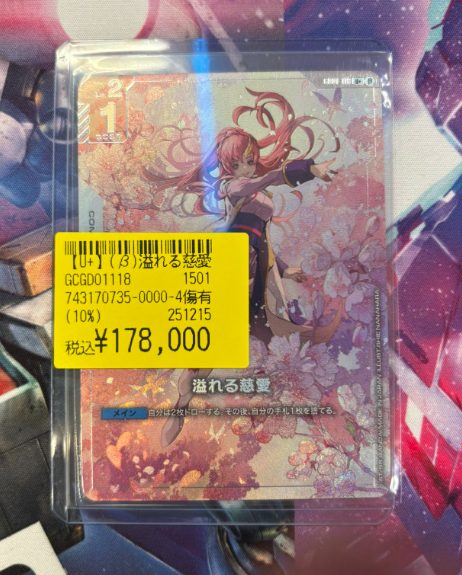 Lv.2
1
COST
【U+】(β)溢れる慈愛
GCGD01118 1501
743170735-0000-4傷有
(10%) 251215
税込¥178,000
溢れる慈愛
メイン 自分は2枚ドローする。その後、自分の手札1枚を捨てる。